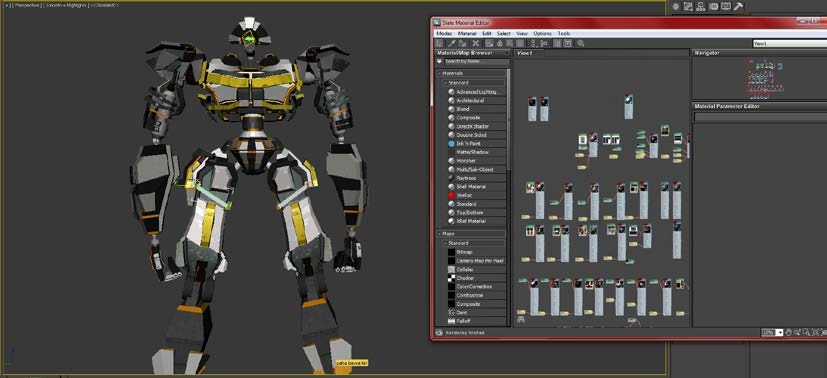 [ + ] [ Perspective ] [ Smooth + Highlights ] <<Disabled>>
Slate Material Editor
Modes Material Edit Select View Options Tools
View1
Material/Map Browser
View1
Navigator
Search by Name ...
- Materials
- Standard
Advanced Lighting...
Architectural
Blend
Composite
DirectX Shader
Double Sided
Ink 'n Paint
Matte/Shadow
Morpher
Multi/Sub-Object
Raytrace
Shell Material
Shellac
Standard
Top/Bottom
XRef Material
- Maps
- Standard
Bitmap
Camera Map Per Pixel
Cellular
Checker
ColorCorrection
Combustion
Composite
Dent
Falloff
Material Parameter Editor
Rendering finished